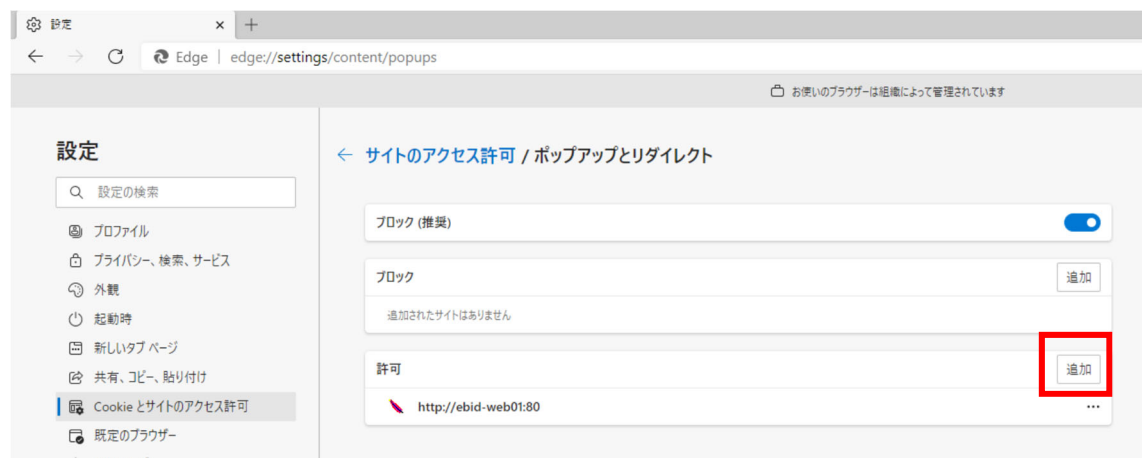 設定
Edge edge://settings/content/popups
お使いのブラウザーは組織によって管理されています
設定
設定の検索
プロファイル
プライバシー、検索、サービス
外観
起動時
新しいタブ ページ
共有、コピー、貼り付け
Cookie とサイトのアクセス許可
既定のブラウザー
サイトのアクセス許可 / ポップアップとリダイレクト
ブロック (推奨)
ブロック 追加
追加されたサイトはありません
許可 追加
http://ebid-web01:80